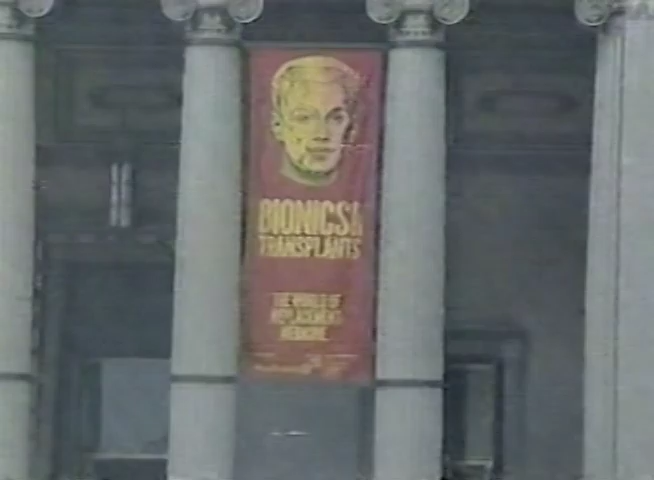 BIONICS &
TRANSPLANTS
THE WORLD OF
REPLACEMENT
MEDICINE